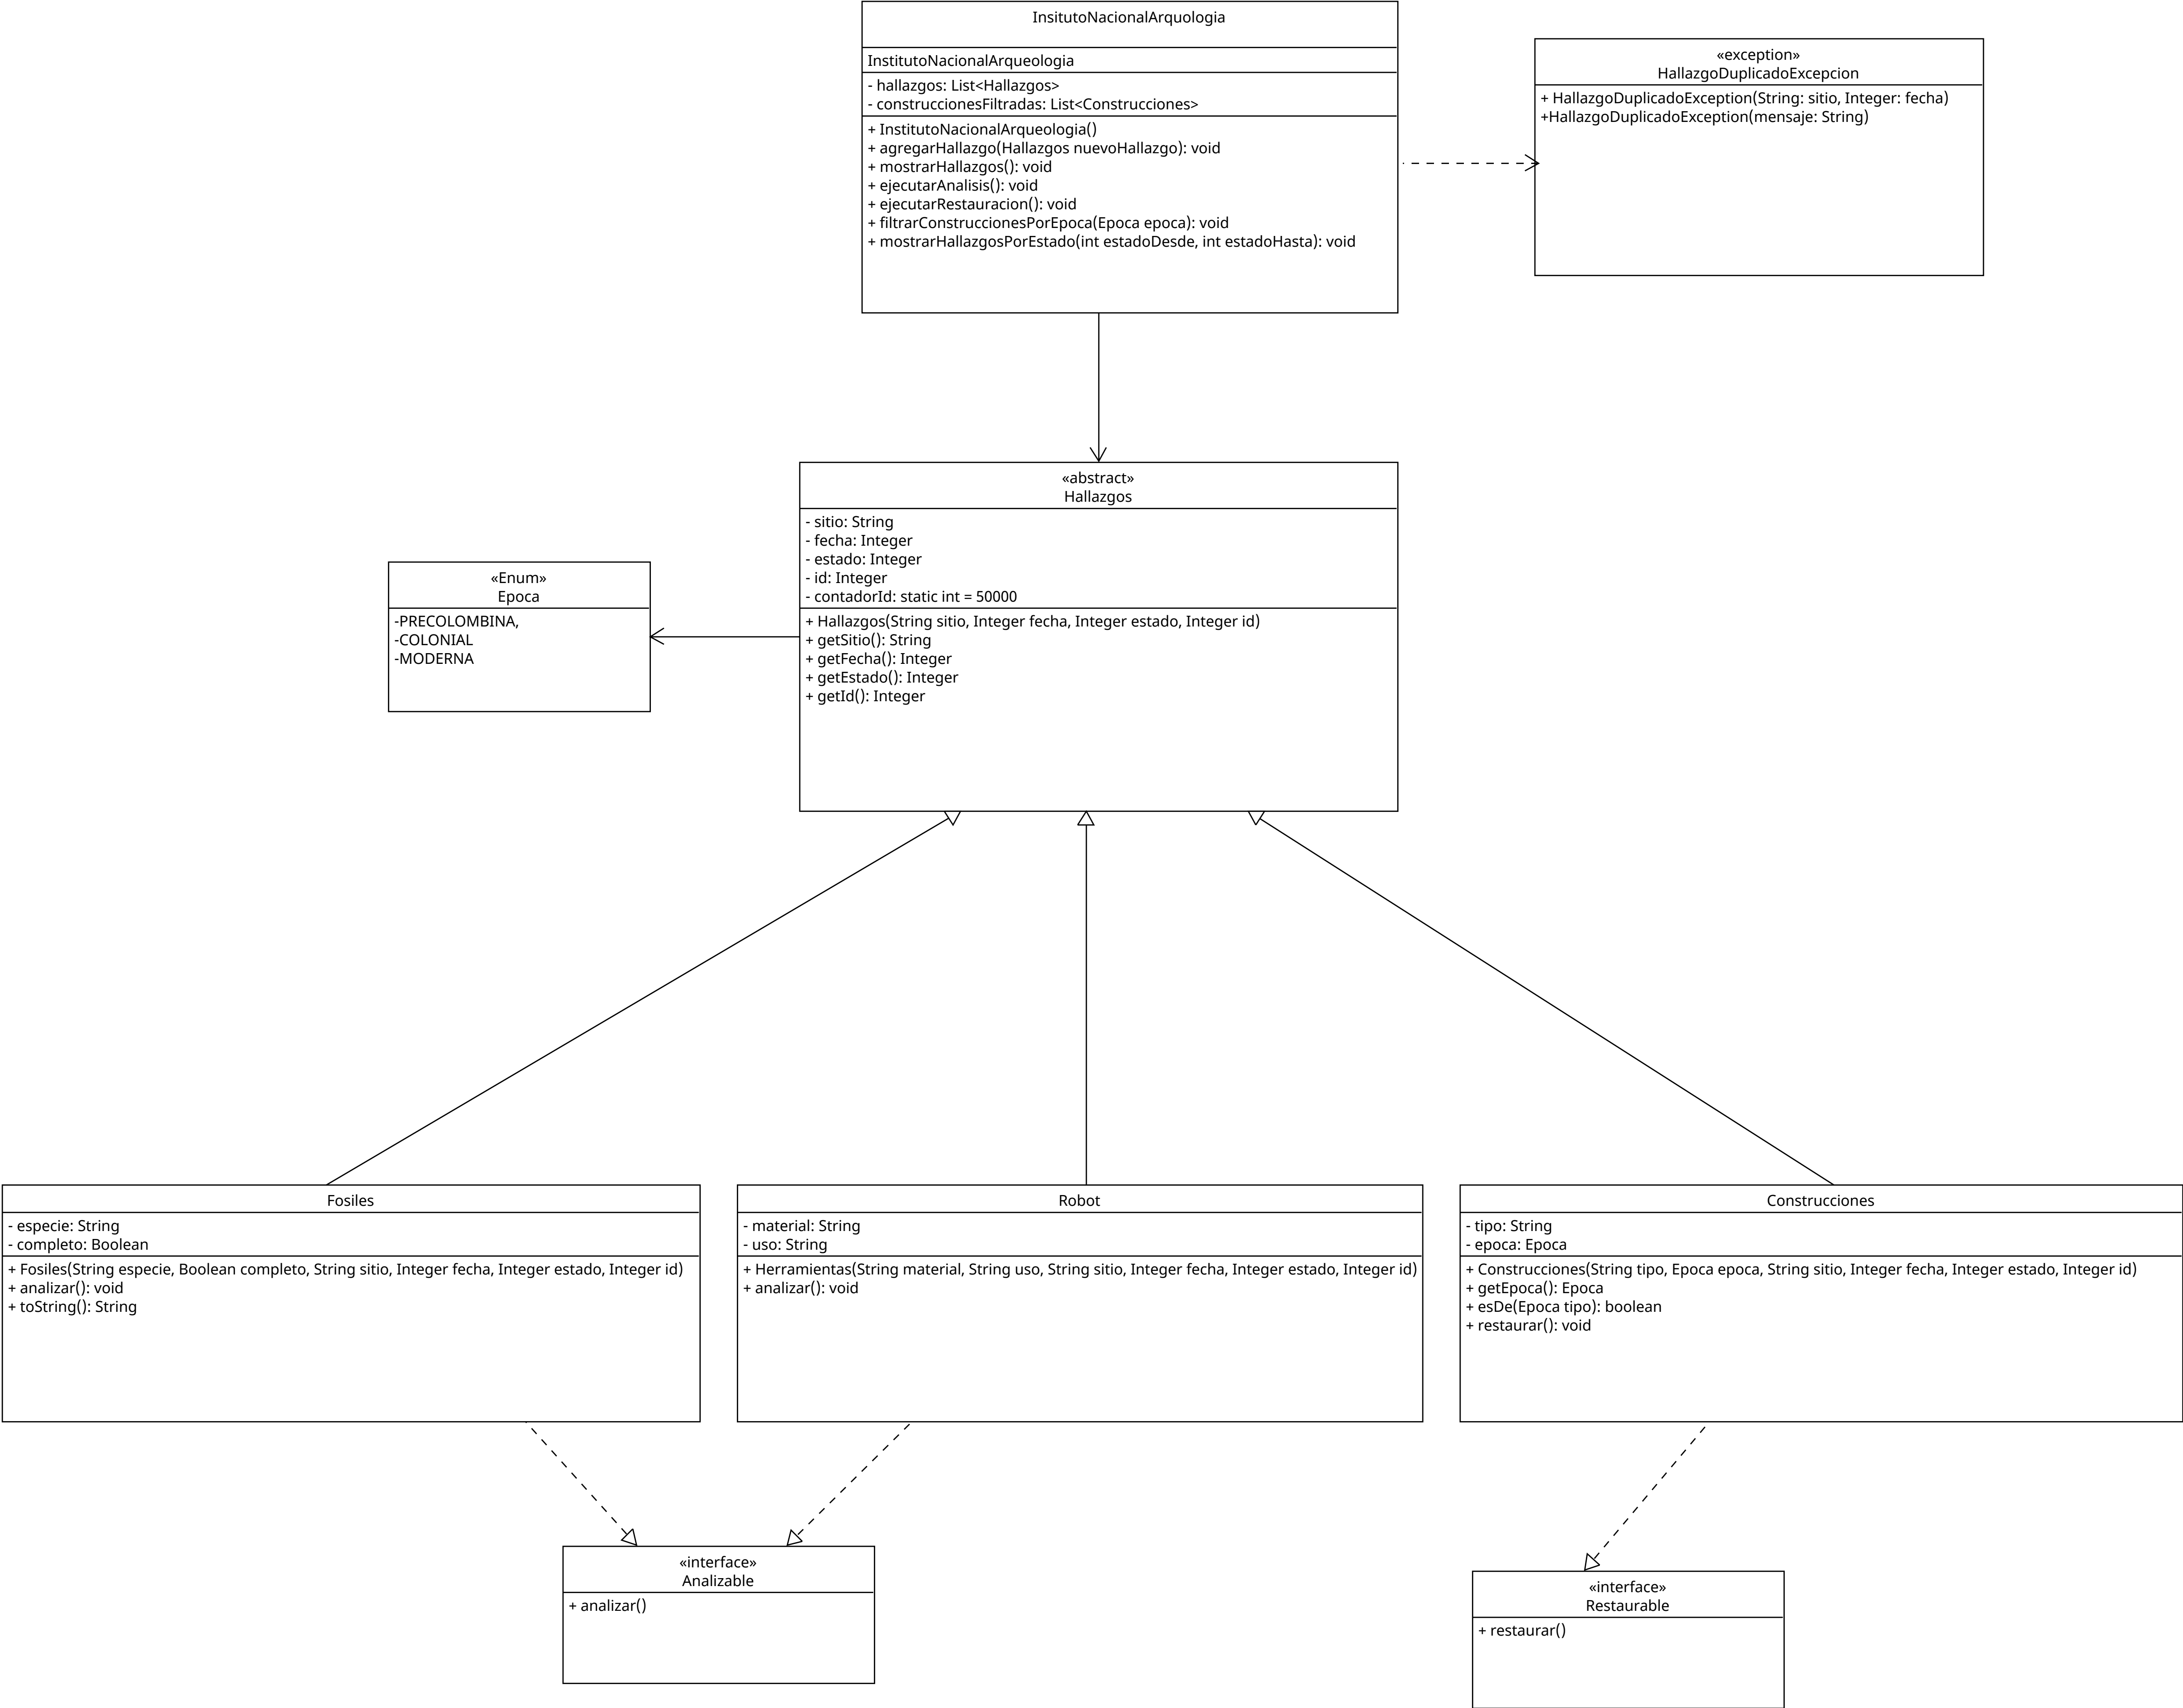 InsitutoNacionalArquologia
InstitutoNacionalArqueologia
- hallazgos: List<Hallazgos>
- construccionesFiltradas: List<Construcciones>
+ InstitutoNacionalArqueologia()
+ agregarHallazgo(Hallazgos nuevoHallazgo): void
+ mostrarHallazgos(): void
+ ejecutarAnalisis(): void
+ ejecutarRestauracion(): void
+ filtrarConstruccionesPorEpoca(Epoca epoca): void
+ mostrarHallazgosPorEstado(int estadoDesde, int estadoHasta): void
«exception»
HallazgoDuplicadoExcepcion
+ HallazgoDuplicadoException(String: sitio, Integer: fecha)
+HallazgoDuplicadoException(mensaje: String)
«abstract»
Hallazgos
- sitio: String
- fecha: Integer
- estado: Integer
- id: Integer
- contadorId: static int = 50000
+ Hallazgos(String sitio, Integer fecha, Integer estado, Integer id)
+ getSitio(): String
+ getFecha(): Integer
+ getEstado(): Integer
+ getId(): Integer
«Enum»
Epoca
-PRECOLOMBINA,
-COLONIAL
-MODERNA
Fosiles
- especie: String
- completo: Boolean
+ Fosiles(String especie, Boolean completo, String sitio, Integer fecha, Integer estado, Integer id)
+ analizar(): void
+ toString(): String
Robot
- material: String
- uso: String
+ Herramientas(String material, String uso, String sitio, Integer fecha, Integer estado, Integer id)
+ analizar(): void
Construcciones
- tipo: String
- epoca: Epoca
+ Construcciones(String tipo, Epoca epoca, String sitio, Integer fecha, Integer estado, Integer id)
+ getEpoca(): Epoca
+ esDe(Epoca tipo): boolean
+ restaurar(): void
«interface»
Analizable
+ analizar()
«interface»
Restaurable
+ restaurar()